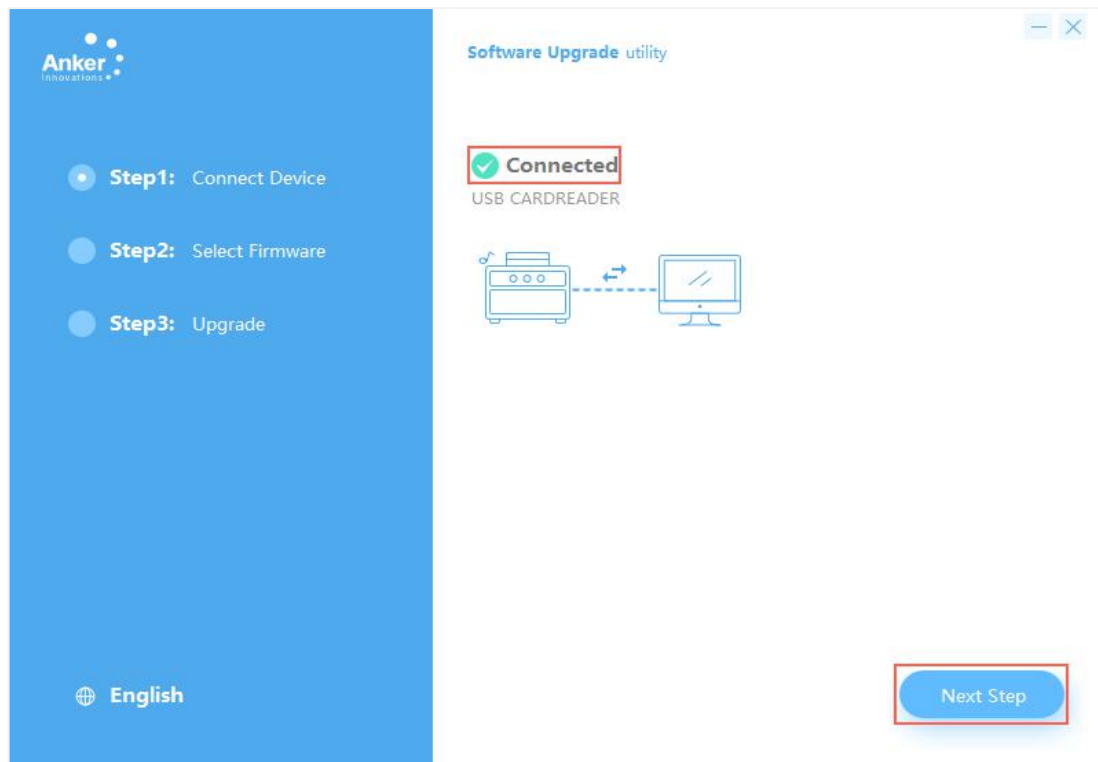 Anker
Innovations
Step1: Connect Device
Step2: Select Firmware
Step3: Upgrade
English
Software Upgrade utility
Connected
USB CARDREADER
Next Step